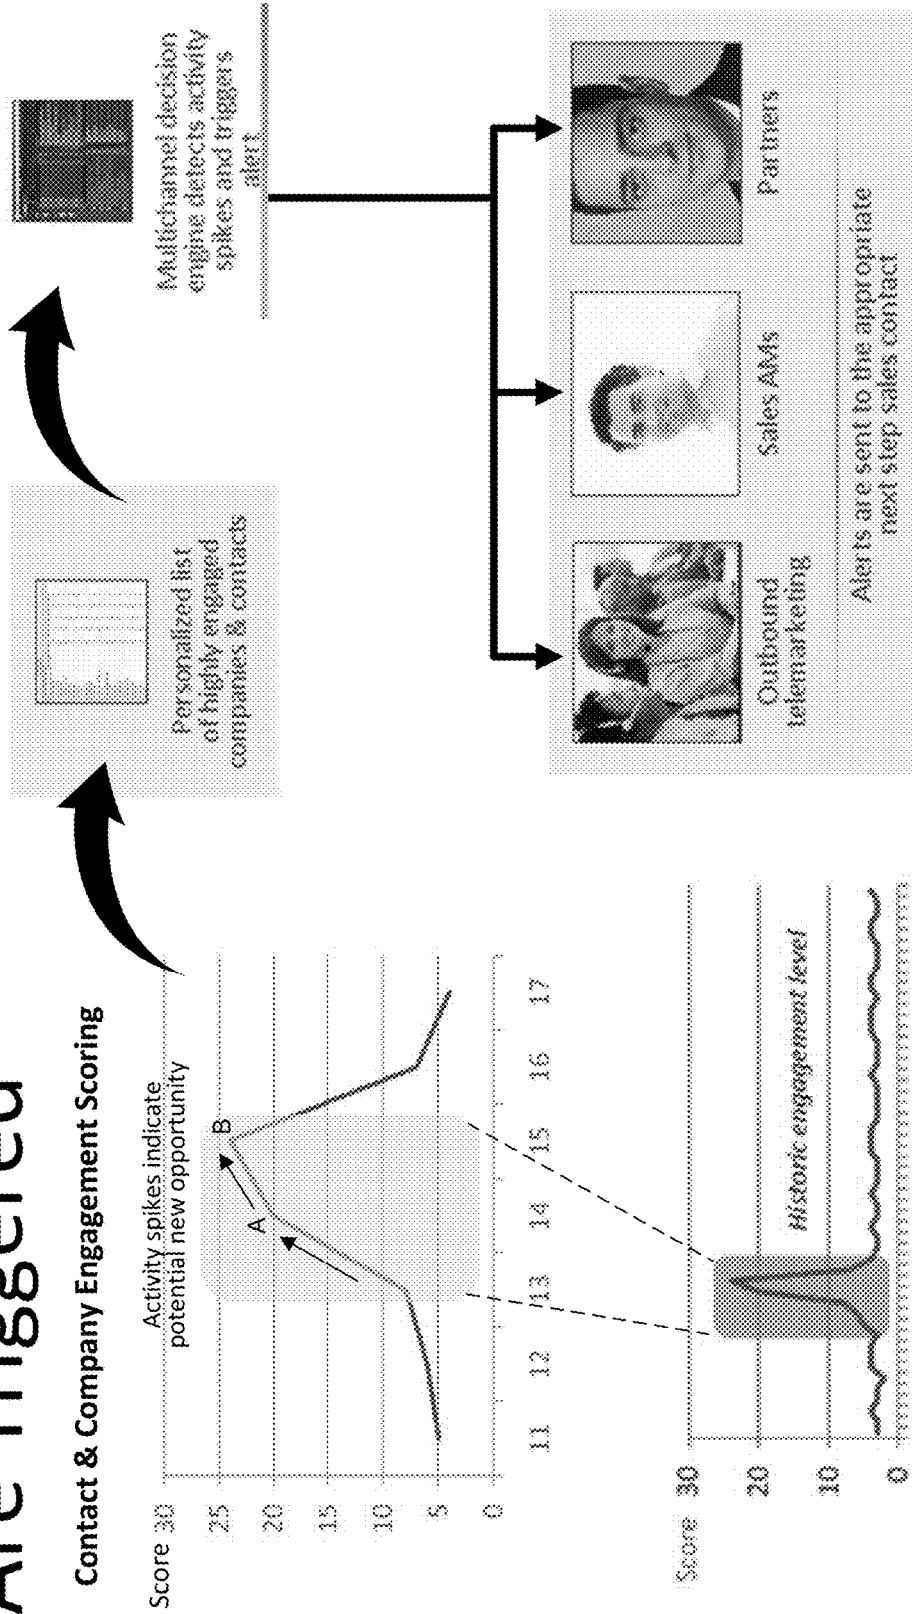 Are Triggered
Contact & Company Engagement Scoring
Score
30
25
20
15
10
5
0
Activity spikes indicate
potential new opportunity
A
B
11 12 13 14 15 16 17
Score
30
20
10
0
Historic engagement level
Personalized list
of highly engaged
companies & contacts
Multichannel decision
engine detects activity
spikes and triggers
alert
Outbound
telemarketing
Sales AMs
Partners
Alerts are sent to the appropriate
next step sales contact